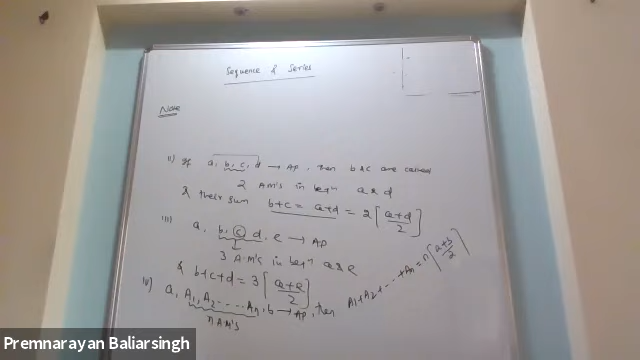 Sequence & Series
Note
ii) If a, b, c, d → AP, then b & c are called
2 AM's in betn a & d
& their sum b+c = a+d = 2[(a+d)/2]
iii) a, b, c, d, e → AP
3 A.M's in betn a & e
& b+c+d = 3[(a+e)/2]
iv) a, A₁, A₂ .... Aₙ, b → AP, then A₁+A₂+....+Aₙ = n[(a+b)/2]
n AM's
Premnarayan Baliarsingh